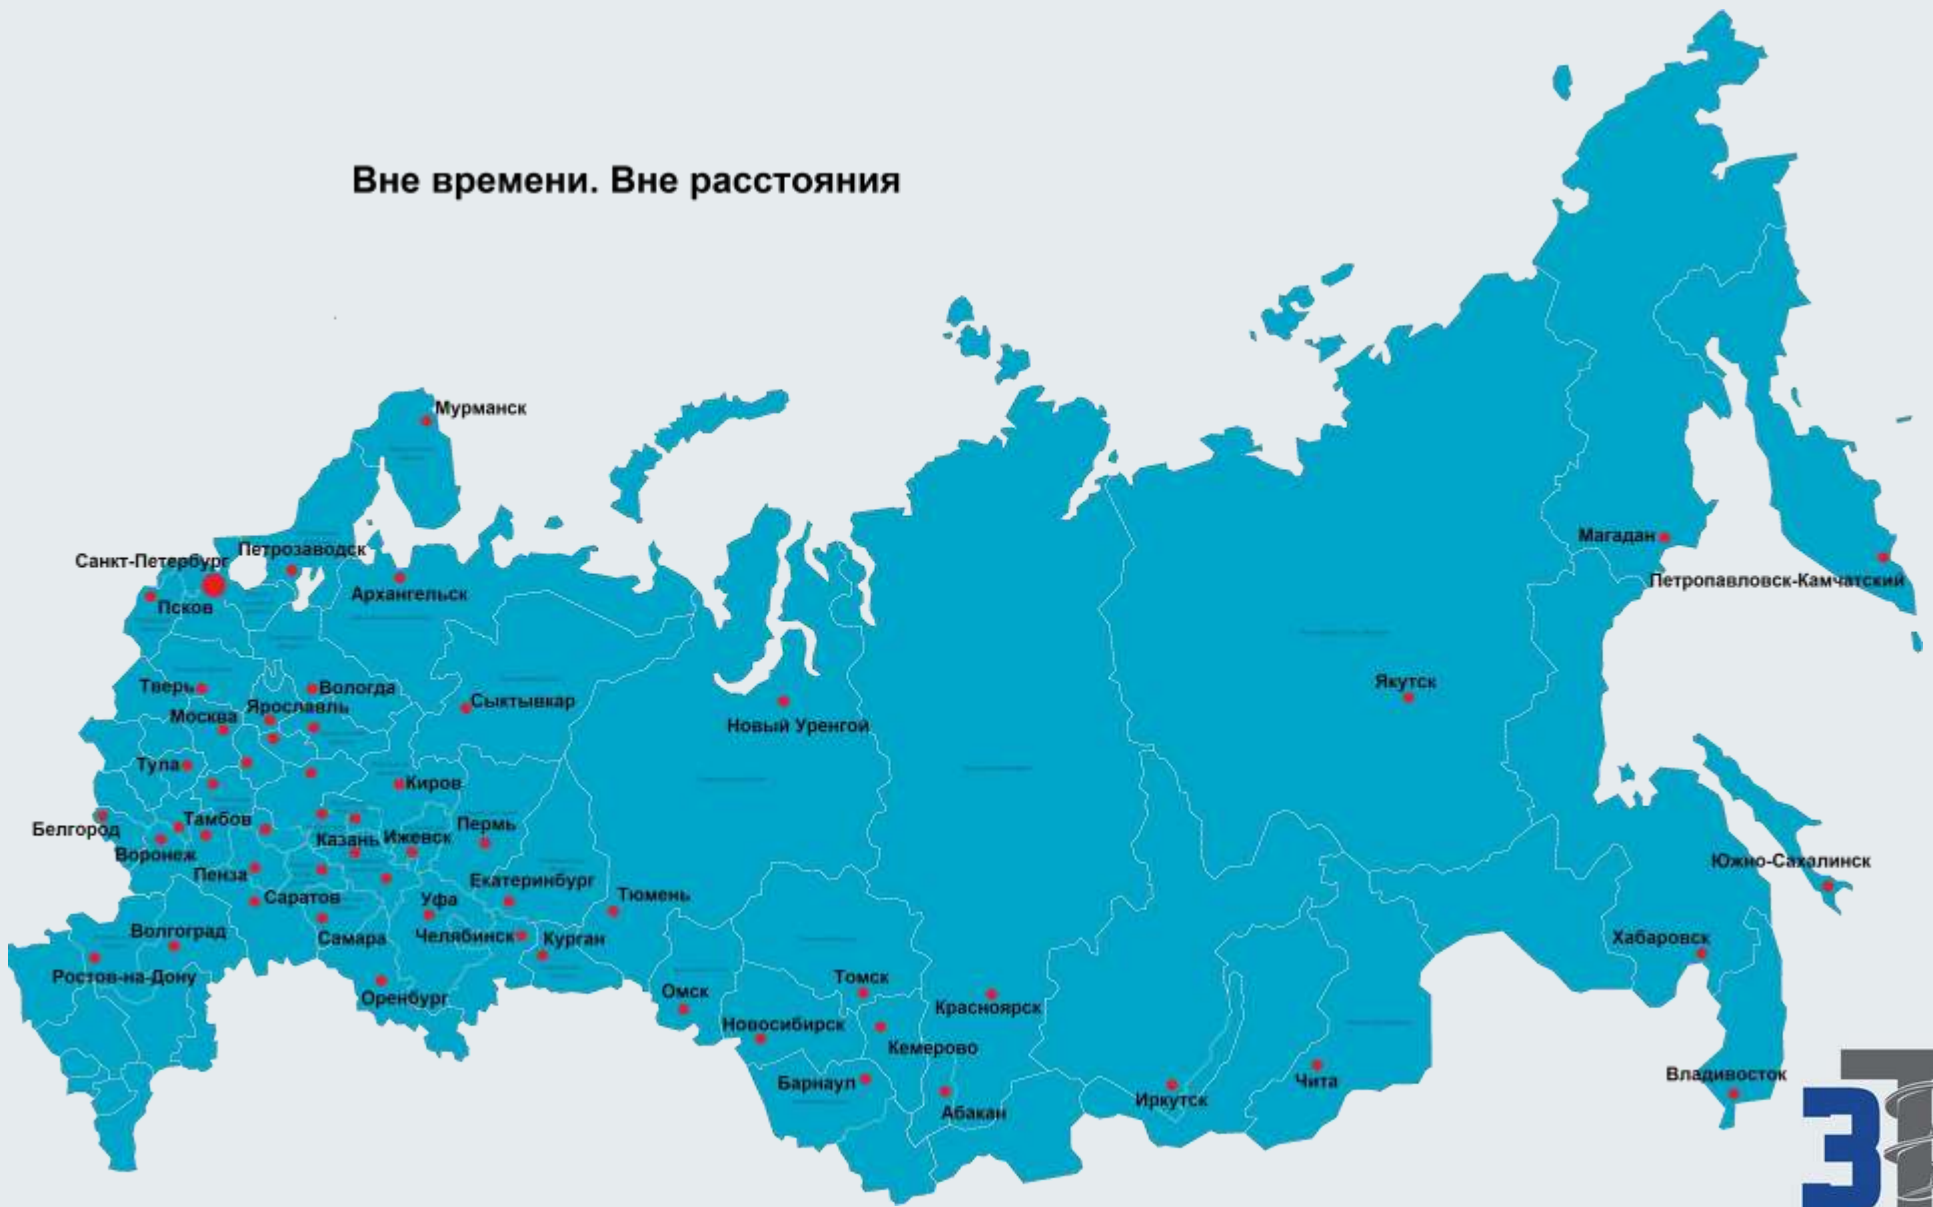 Вне времени. Вне расстояния
Мурманск
Магадан
Петрозаводск
Санкт-Петербург
Петропавловск-Камчатский
Архангельск
Псков
Якутск
Тверь
Вологда
Сыктывкар
Ярославль
Москва
Новый Уренгой
Тула
Киров
Тамбов
Пермь
Белгород
Казань
Ижевск
Воронеж
Южно-Сахалинск
Пенза
Екатеринбург
Тюмень
Саратов
Уфа
Волгоград
Самара
Челябинск
Курган
Хабаровск
Ростов-на-Дону
Томск
Омск
Оренбург
Красноярск
Новосибирск
Кемерово
Владивосток
Барнаул
Чита
Иркутск
Абакан
3Т